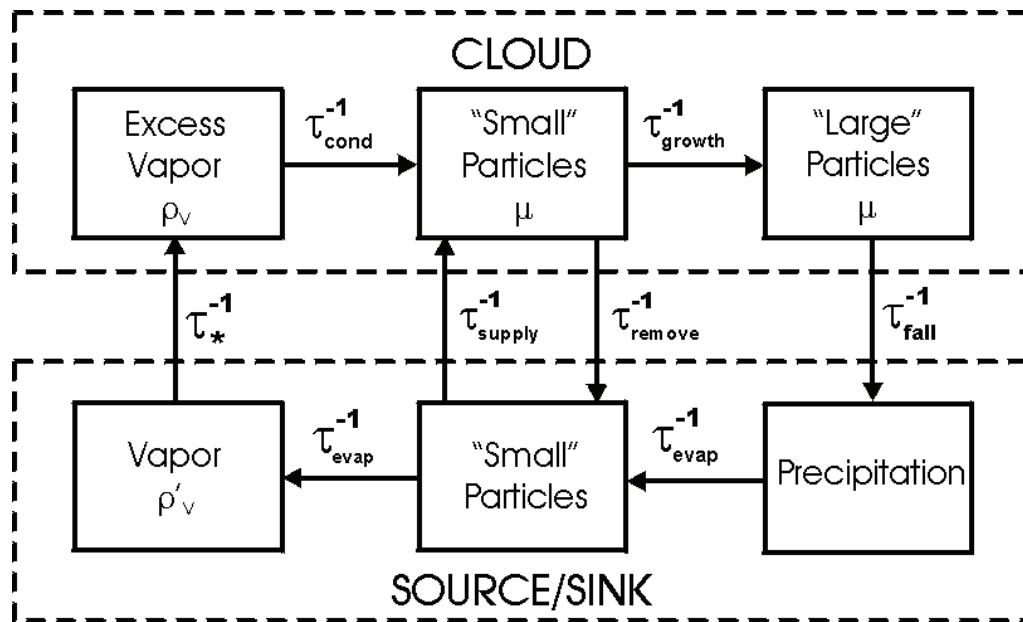 CLOUD
Excess
Vapor
ρV
τ-1cond
"Small"
Particles
μ
τ-1growth
"Large"
Particles
μ
τ-1*
τ-1supply
τ-1remove
τ-1fall
Vapor
ρ′V
τ-1evap
"Small"
Particles
τ-1evap
Precipitation
SOURCE/SINK